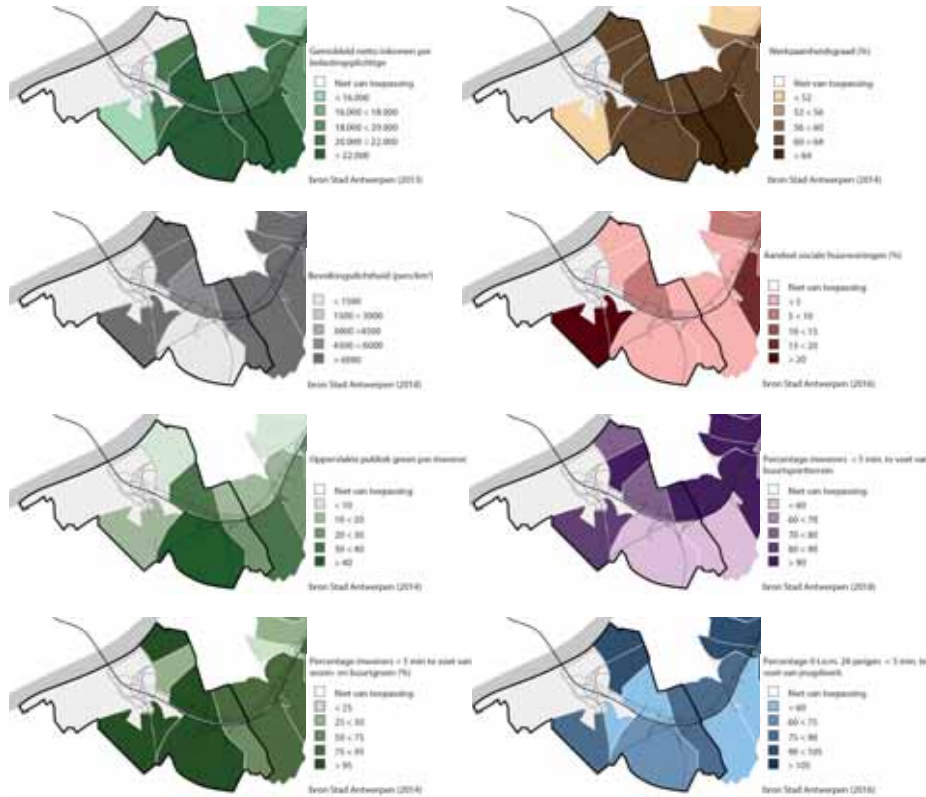 Gemiddeld netto inkomen per
belastingplichtige
Niet van toepassing
< 16.000
16.000 < 18.000
18.000 < 20.000
20.000 < 22.000
> 22.000
bron Stad Antwerpen (2013)
Werkzaamheidsgraad (%)
Niet van toepassing
< 52
52 < 56
56 < 60
60 < 64
> 64
bron Stad Antwerpen (2014)
Bevolkingsdichtheid (pers/km²)
< 1500
1500 < 3000
3000 < 4500
4500 < 6000
> 6000
bron Stad Antwerpen (2018)
Aandeel sociale huurwoningen (%)
Niet van toepassing
< 5
5 < 10
10 < 15
15 < 20
> 20
bron Stad Antwerpen (2016)
Oppervlakte publiek groen per inwoner
Niet van toepassing
< 10
10 < 20
20 < 30
30 < 40
> 40
bron Stad Antwerpen (2014)
Percentage inwoners < 5 min. te voet van
buurtsportterrein
Niet van toepassing
< 60
60 < 70
70 < 80
80 < 90
> 90
bron Stad Antwerpen (2018)
Percentage inwoners < 5 min te voet van
woon- en buurtgroen (%)
Niet van toepassing
< 25
25 < 50
50 < 75
75 < 95
> 95
bron Stad Antwerpen (2014)
Percentage 0 t.e.m. 24 jarigen < 5 min. te
voet van jeugdwerk
Niet van toepassing
< 60
60 < 75
75 < 90
90 < 105
> 105
bron Stad Antwerpen (2016)